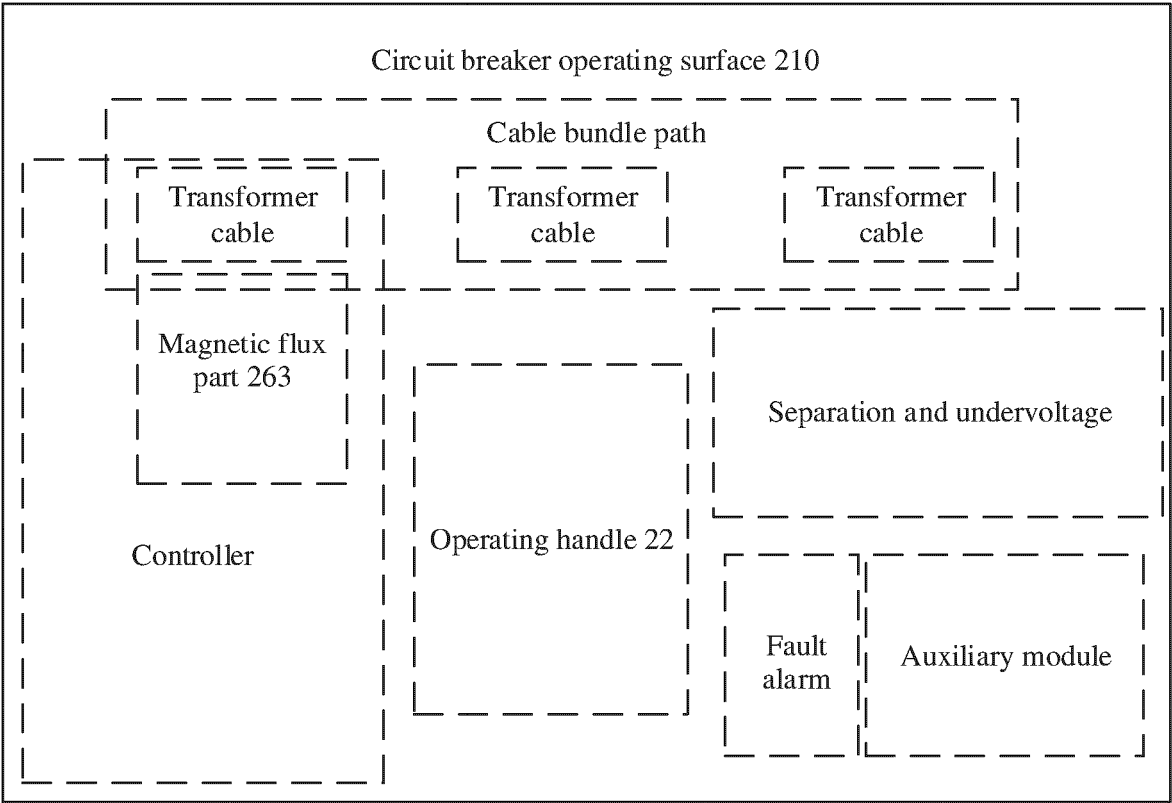 Circuit breaker operating surface 210
Cable bundle path
Transformer
cable
Transformer
cable
Transformer
cable
Magnetic flux
part 263
Controller
Operating handle 22
Separation and undervoltage
Fault
alarm
Auxiliary module